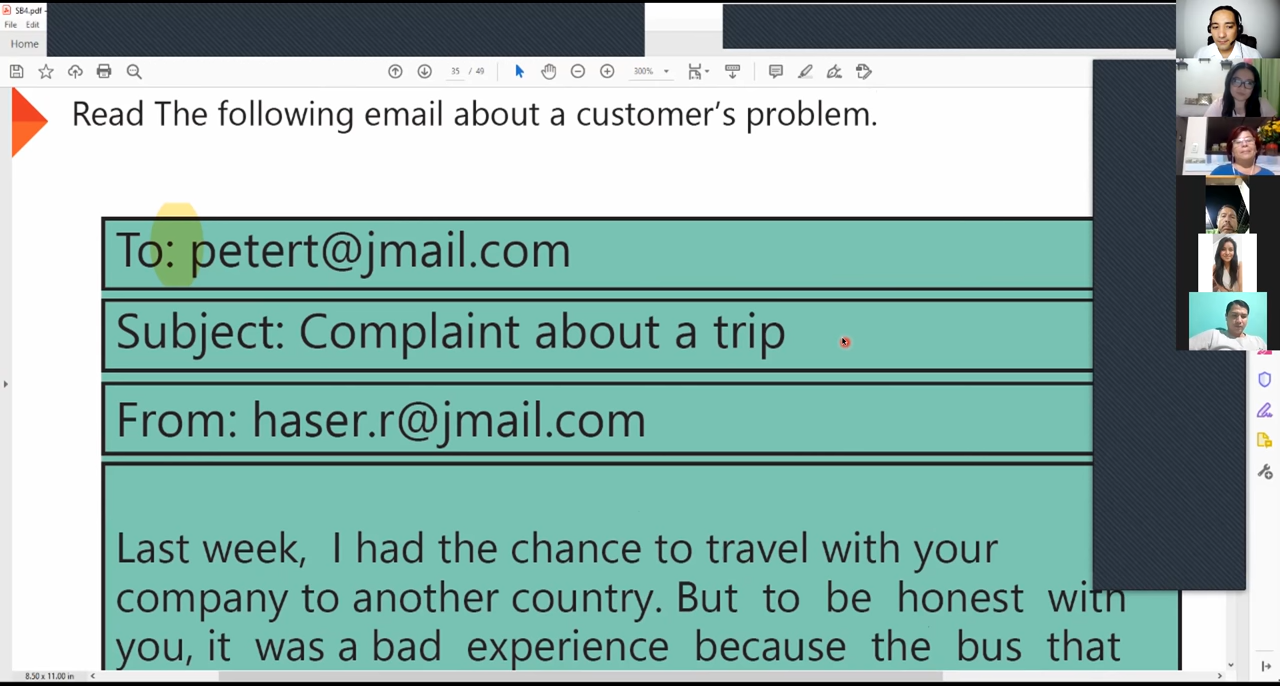 SB4.pdf -
File Edit
Home
35 / 49
300%
Read The following email about a customer's problem.
To: petert@jmail.com
Subject: Complaint about a trip
From: haser.r@jmail.com
Last week, I had the chance to travel with your
company to another country. But to be honest with
you, it was a bad experience because the bus that
8.50 x 11.00 in